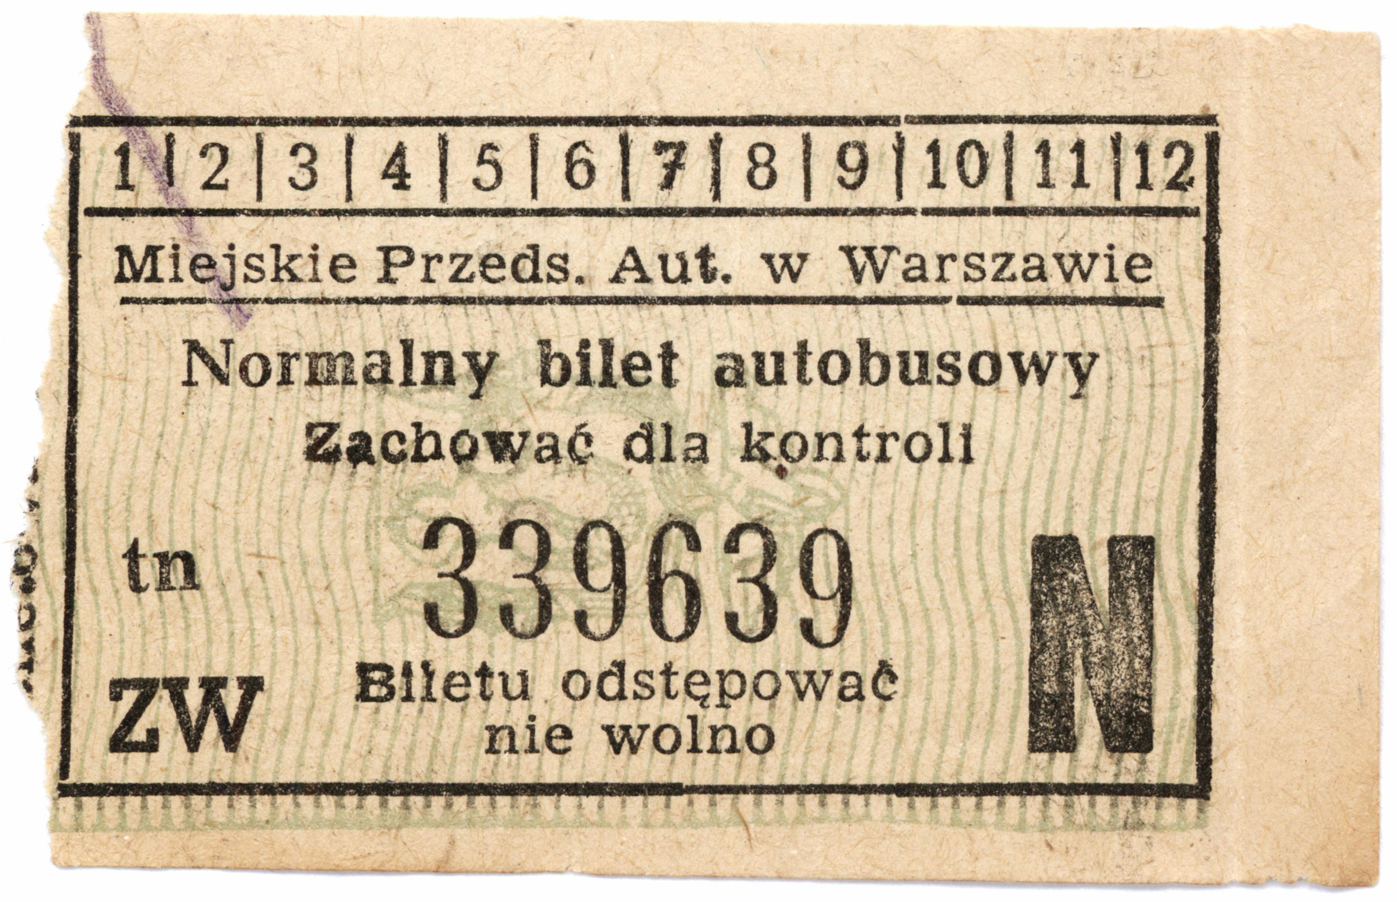 1 | 2 | 3 | 4 | 5 | 6 | 7 | 8 | 9 | 10 | 11 | 12
Miejskie Przeds. Aut. w Warszawie
Normalny bilet autobusowy
Zachować dla kontroli
tn 339639 N
ZW
Biletu odstępować
nie wolno